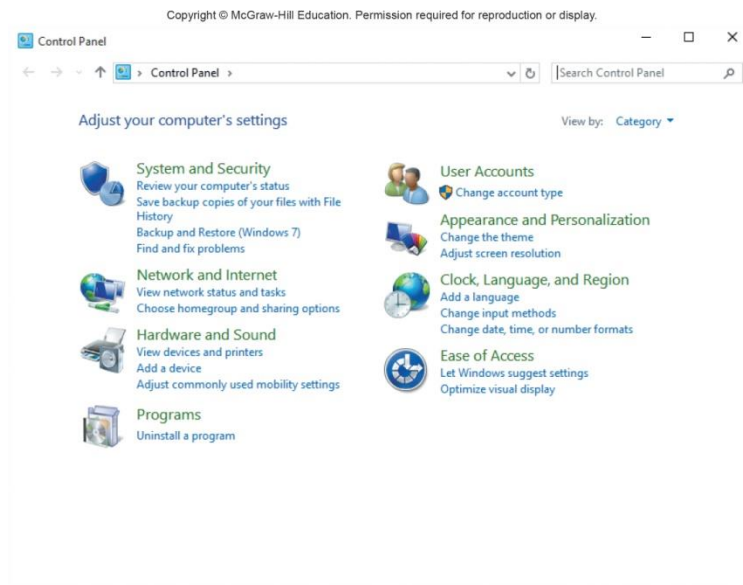 Copyright © McGraw-Hill Education. Permission required for reproduction or display.
Control Panel
Control Panel
Search Control Panel
Adjust your computer's settings
View by: Category
System and Security
Review your computer's status
Save backup copies of your files with File
History
Backup and Restore (Windows 7)
Find and fix problems
Network and Internet
View network status and tasks
Choose homegroup and sharing options
Hardware and Sound
View devices and printers
Add a device
Adjust commonly used mobility settings
Programs
Uninstall a program
User Accounts
Change account type
Appearance and Personalization
Change the theme
Adjust screen resolution
Clock, Language, and Region
Add a language
Change input methods
Change date, time, or number formats
Ease of Access
Let Windows suggest settings
Optimize visual display